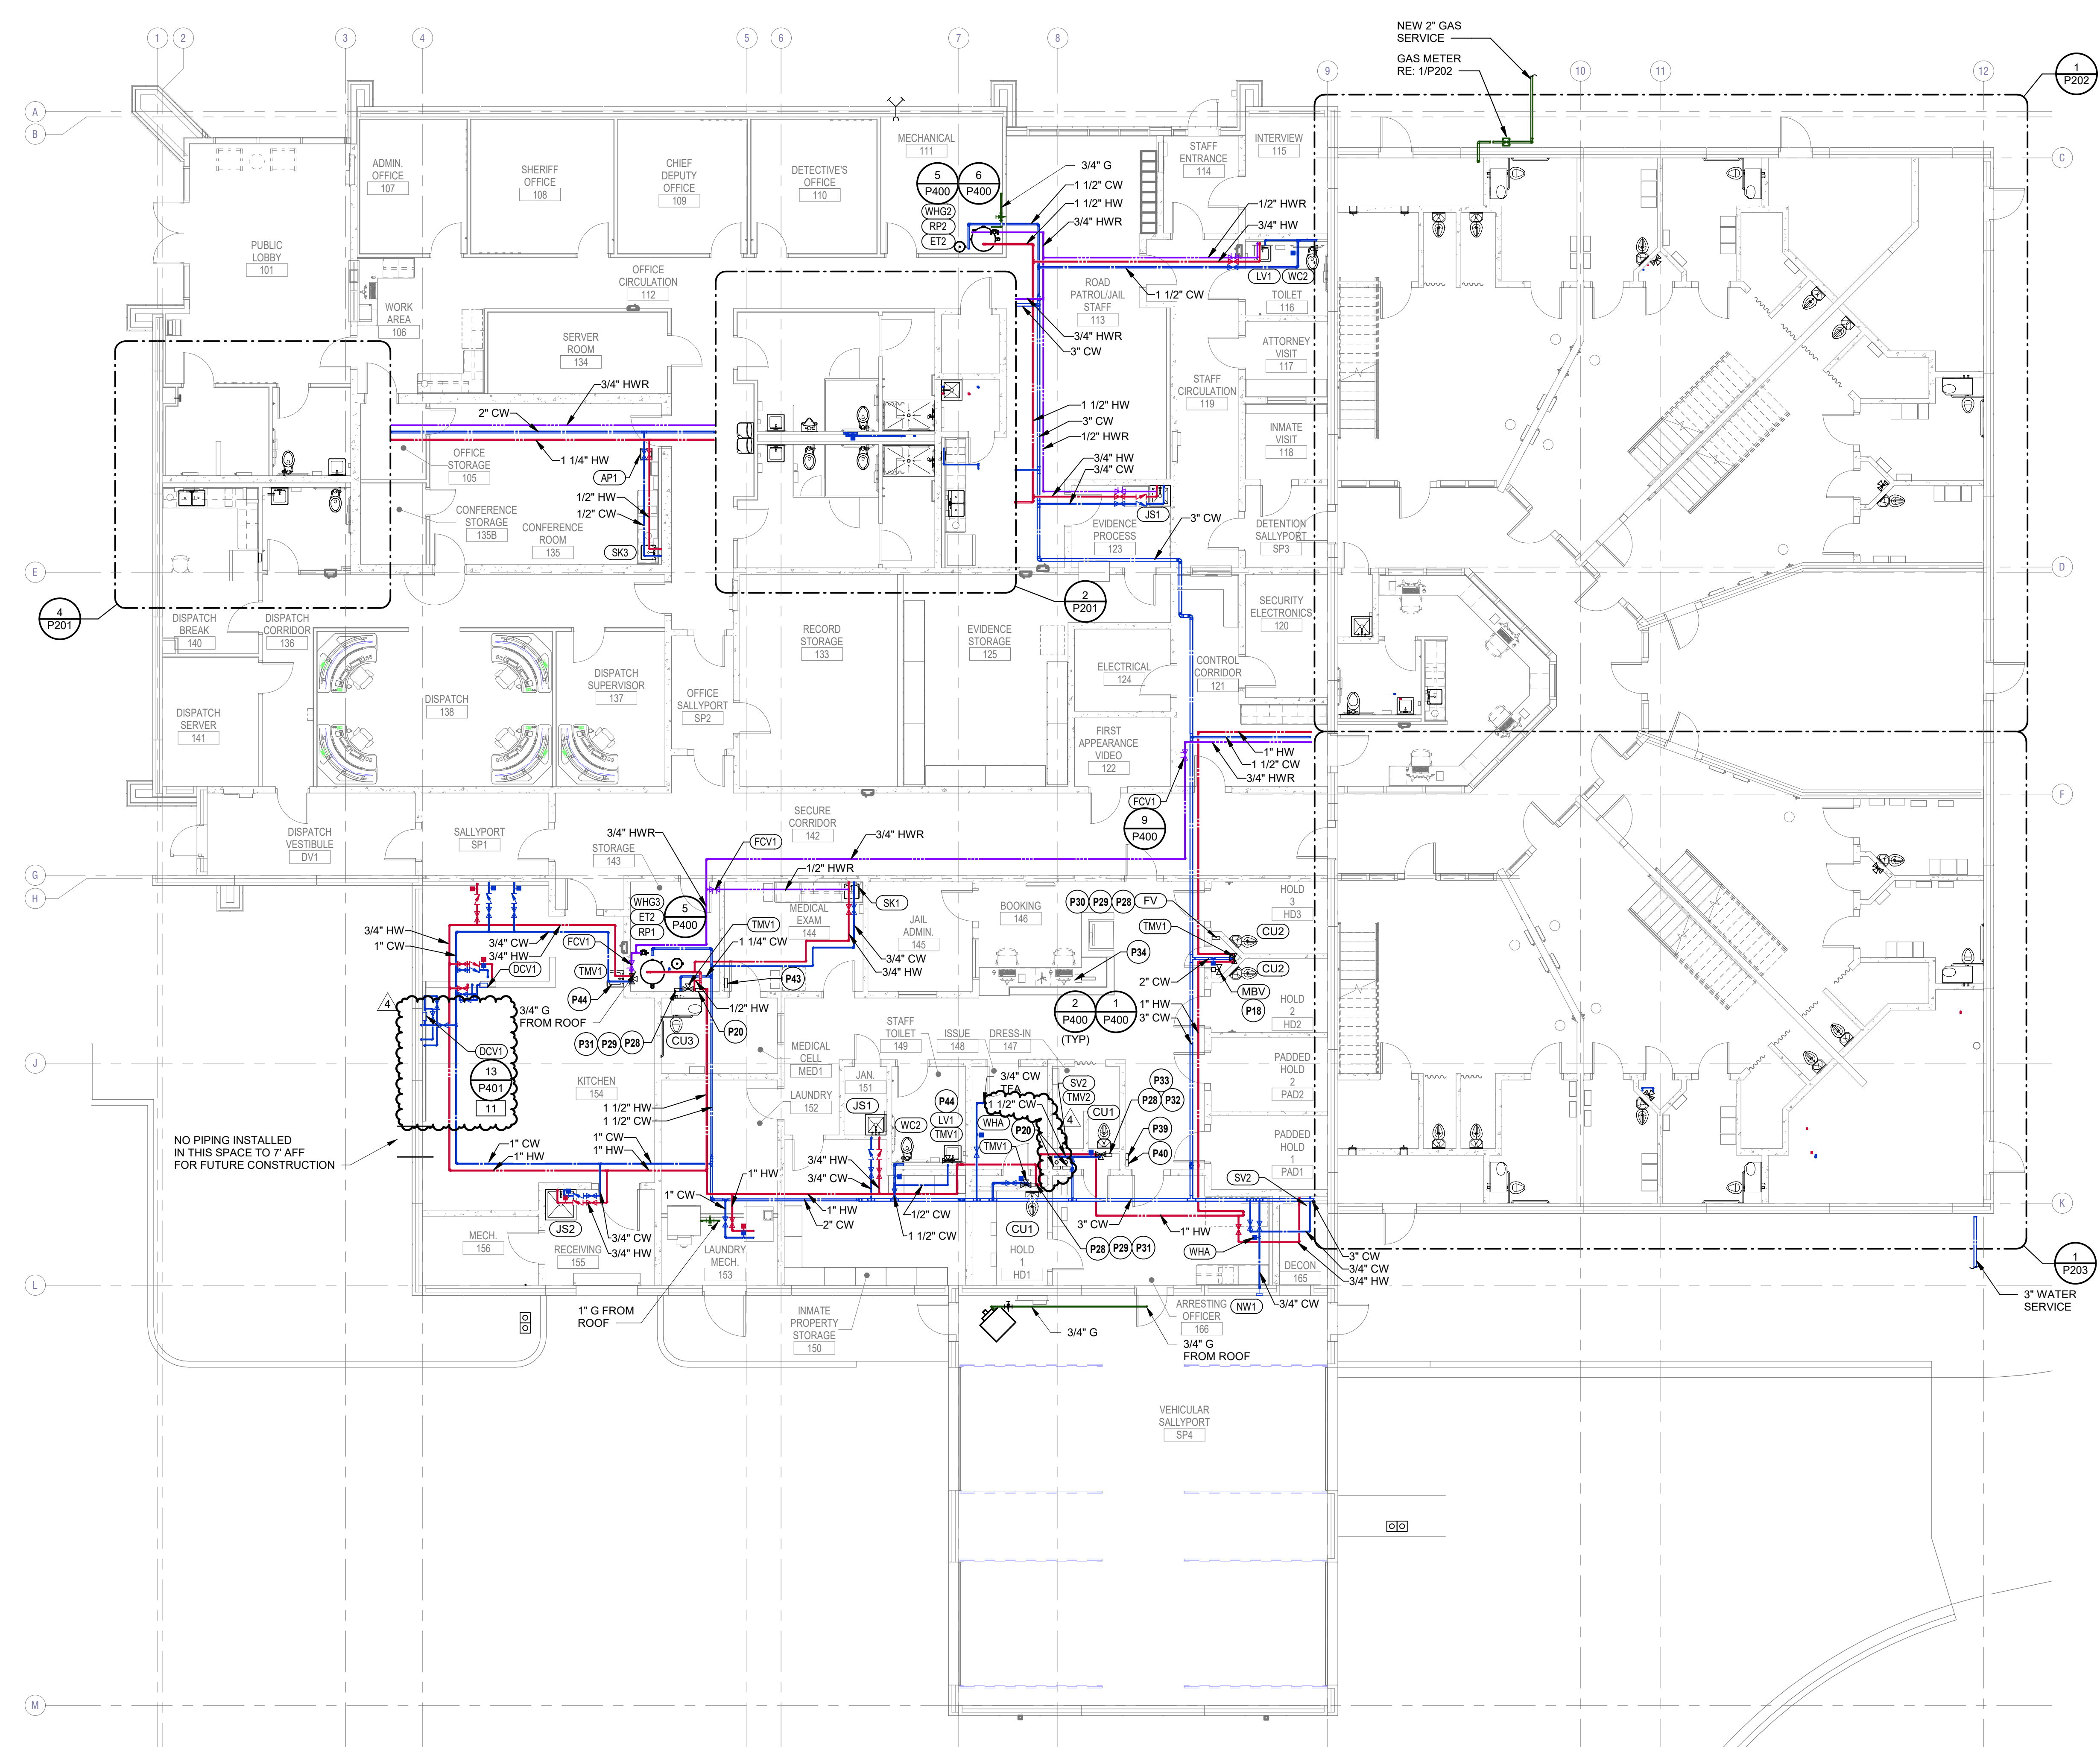 NEW 2" GAS
SERVICE
GAS METER
RE: 1/P202
1
P202
1
2
3
4
5
6
7
8
9
10
11
12
A
B
C
E
D
F
G
H
J
K
L
M
ADMIN.
OFFICE
107
SHERIFF
OFFICE
108
CHIEF
DEPUTY
OFFICE
109
DETECTIVE'S
OFFICE
110
MECHANICAL
111
5
P400
6
P400
WHG2
RP2
ET2
3/4" G
1 1/2" CW
1 1/2" HW
3/4" HWR
STAFF
ENTRANCE
114
INTERVIEW
115
1/2" HWR
3/4" HW
LV1
WC2
1 1/2" CW
TOILET
116
PUBLIC
LOBBY
101
WORK
AREA
106
OFFICE
CIRCULATION
112
ROAD
PATROL/JAIL
STAFF
113
3/4" HWR
3" CW
SERVER
ROOM
134
ATTORNEY
VISIT
117
STAFF
CIRCULATION
119
INMATE
VISIT
118
3/4" HWR
2" CW
1 1/4" HW
1 1/2" HW
3" CW
1/2" HWR
3/4" HW
3/4" CW
OFFICE
STORAGE
105
AP1
1/2" HW
1/2" CW
CONFERENCE
STORAGE
135B
CONFERENCE
ROOM
135
SK3
JS1
EVIDENCE
PROCESS
123
3" CW
DETENTION
SALLYPORT
SP3
4
P201
2
P201
DISPATCH
BREAK
140
DISPATCH
CORRIDOR
136
RECORD
STORAGE
133
EVIDENCE
STORAGE
125
SECURITY
ELECTRONICS
120
ELECTRICAL
124
CONTROL
CORRIDOR
121
DISPATCH
SUPERVISOR
137
DISPATCH
138
OFFICE
SALLYPORT
SP2
DISPATCH
SERVER
141
FIRST
APPEARANCE
VIDEO
122
1" HW
1 1/2" CW
3/4" HWR
FCV1
9
P400
DISPATCH
VESTIBULE
DV1
SALLYPORT
SP1
SECURE
CORRIDOR
142
3/4" HWR
STORAGE
143
FCV1
3/4" HWR
1/2" HWR
WHG3
ET2
RP1
5
P400
TMV1
1 1/4" CW
MEDICAL
EXAM
144
SK1
JAIL
ADMIN.
145
BOOKING
146
P30
P29
P28
FV
TMV1
HOLD
3
HD3
CU2
CU2
3/4" HW
1" CW
3/4" CW
3/4" HW
FCV1
DCV1
TMV1
P44
3/4" CW
3/4" HW
P43
P34
2" CW
MBV
P18
HOLD
2
HD2
4
3/4" G
FROM ROOF
1/2" HW
P20
P31
P29
P28
CU3
2
P400
1
P400
(TYP)
1" HW
3" CW
STAFF
TOILET
149
ISSUE
148
DRESS-IN
147
DCV1
13
P401
11
MEDICAL
CELL
MED1
PADDED
HOLD
2
PAD2
KITCHEN
154
LAUNDRY
152
JAN.
151
JS1
3/4" CW
TFA
1 1/2" CW
SV2
TMV2
4
P33
P28
P32
CU1
1 1/2" HW
1 1/2" CW
P44
LV1
TMV1
WC2
WHA
P20
TMV1
P39
P40
PADDED
HOLD
1
PAD1
NO PIPING INSTALLED
IN THIS SPACE TO 7' AFF
FOR FUTURE CONSTRUCTION
1" CW
1" HW
1" CW
1" HW
3/4" HW
3/4" CW
1" HW
1" CW
SV2
1" HW
2" CW
1/2" CW
1 1/2" CW
CU1
3" CW
1" HW
JS2
3/4" CW
3/4" HW
MECH.
156
RECEIVING
155
LAUNDRY
MECH.
153
HOLD
1
HD1
P28
P29
P31
WHA
DECON
165
3" CW
3/4" CW
3/4" HW
1
P203
3" WATER
SERVICE
1" G FROM
ROOF
INMATE
PROPERTY
STORAGE
150
ARRESTING
OFFICER
166
NW1
3/4" CW
3/4" G
3/4" G
FROM ROOF
VEHICULAR
SALLYPORT
SP4